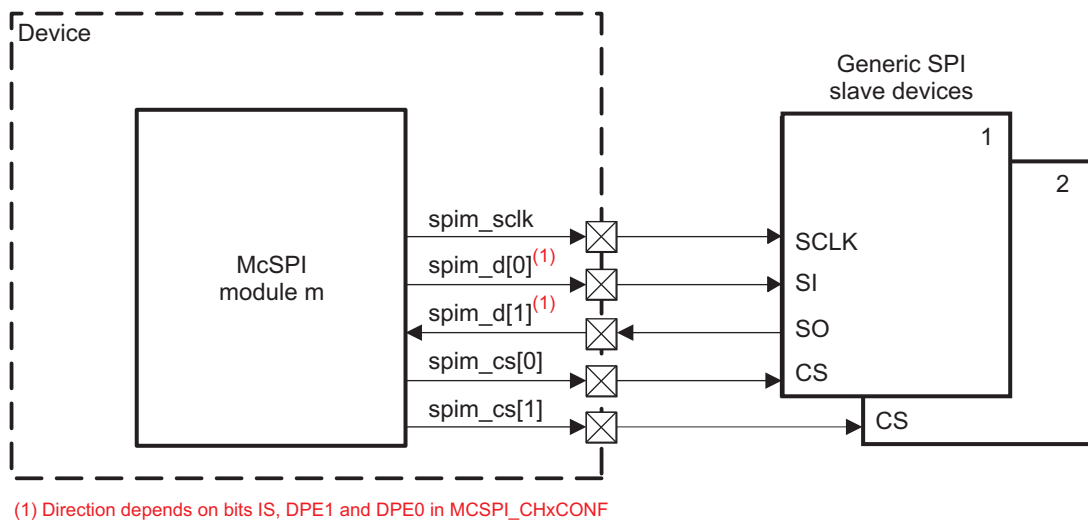 Device
Generic SPI
slave devices
1
2
McSPI
module m
spim_sclk
spim_d[0](1)
spim_d[1](1)
spim_cs[0]
spim_cs[1]
SCLK
SI
SO
CS
CS
(1) Direction depends on bits IS, DPE1 and DPE0 in MCSPI_CHxCONF